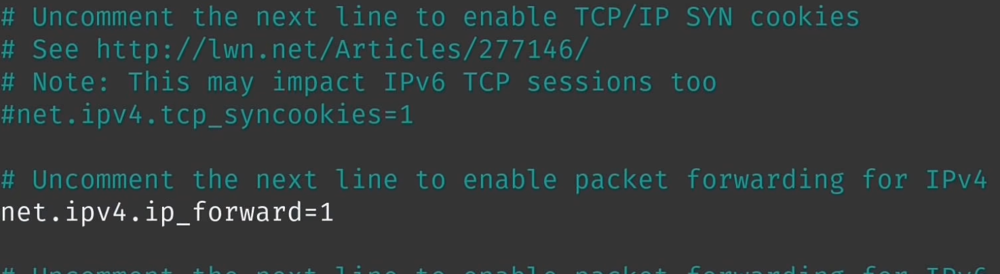 # Uncomment the next line to enable TCP/IP SYN cookies
# See http://lwn.net/Articles/277146/
# Note: This may impact IPv6 TCP sessions too
#net.ipv4.tcp_syncookies=1
# Uncomment the next line to enable packet forwarding for IPv4
net.ipv4.ip_forward=1
# Uncomment the next line to enable packet forwarding for IPv6